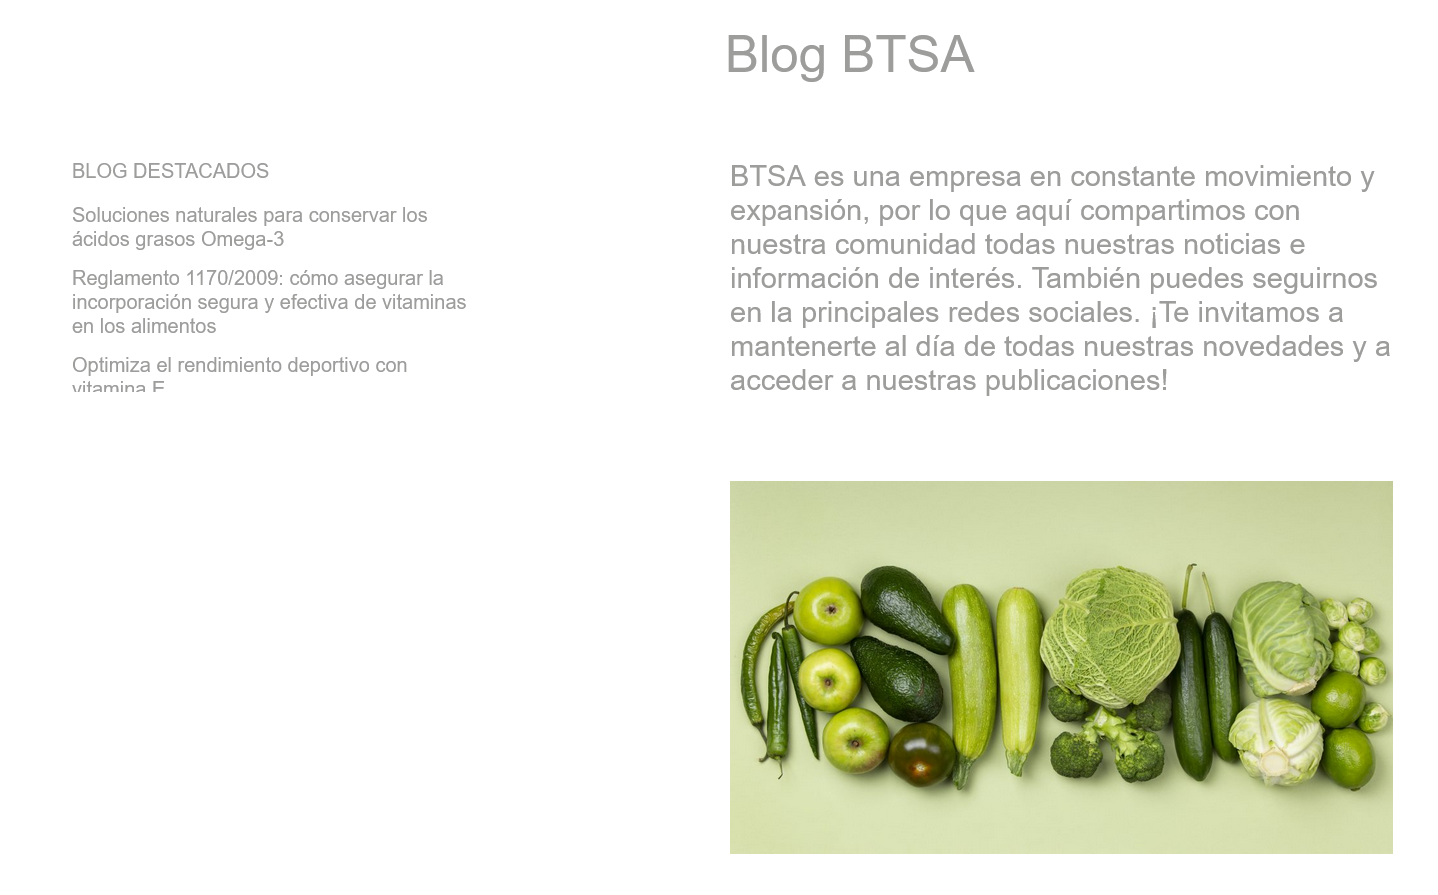 Blog BTSA
BLOG DESTACADOS
Soluciones naturales para conservar los
ácidos grasos Omega-3
Reglamento 1170/2009: cómo asegurar la
incorporación segura y efectiva de vitaminas
en los alimentos
Optimiza el rendimiento deportivo con
vitamina E
BTSA es una empresa en constante movimiento y
expansión, por lo que aquí compartimos con
nuestra comunidad todas nuestras noticias e
información de interés. También puedes seguirnos
en la principales redes sociales. ¡Te invitamos a
mantenerte al día de todas nuestras novedades y a
acceder a nuestras publicaciones!